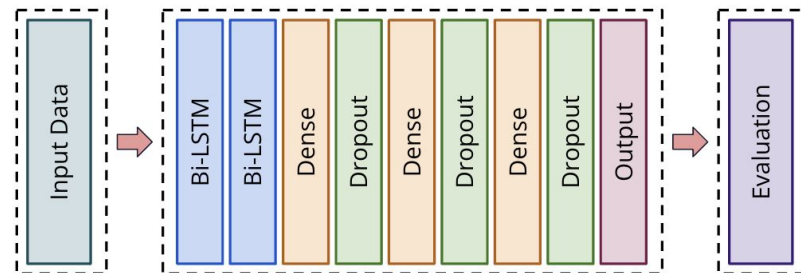 Input Data
Bi-LSTM
Bi-LSTM
Dense
Dropout
Dense
Dropout
Dense
Dropout
Output
Evaluation